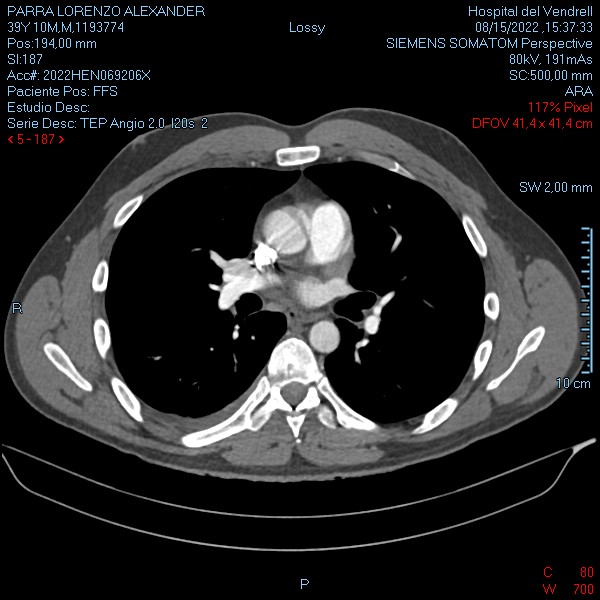 PARRA LORENZO ALEXANDER
39Y 10M,M,1193774
Pos:194,00 mm
SI:187
Acc#: 2022HEN069206X
Paciente Pos: FFS
Estudio Desc:
Serie Desc: TEP Angio 2.0 I20s 2
< 5 - 187 >
Lossy
Hospital del Vendrell
08/15/2022 ,15:37:33
SIEMENS SOMATOM Perspective
80kV, 191mAs
SC:500,00 mm
ARA
117% Pixel
DFOV 41,4 x 41,4 cm
SW 2,00 mm
R
10 cm
P
C 80
W 700